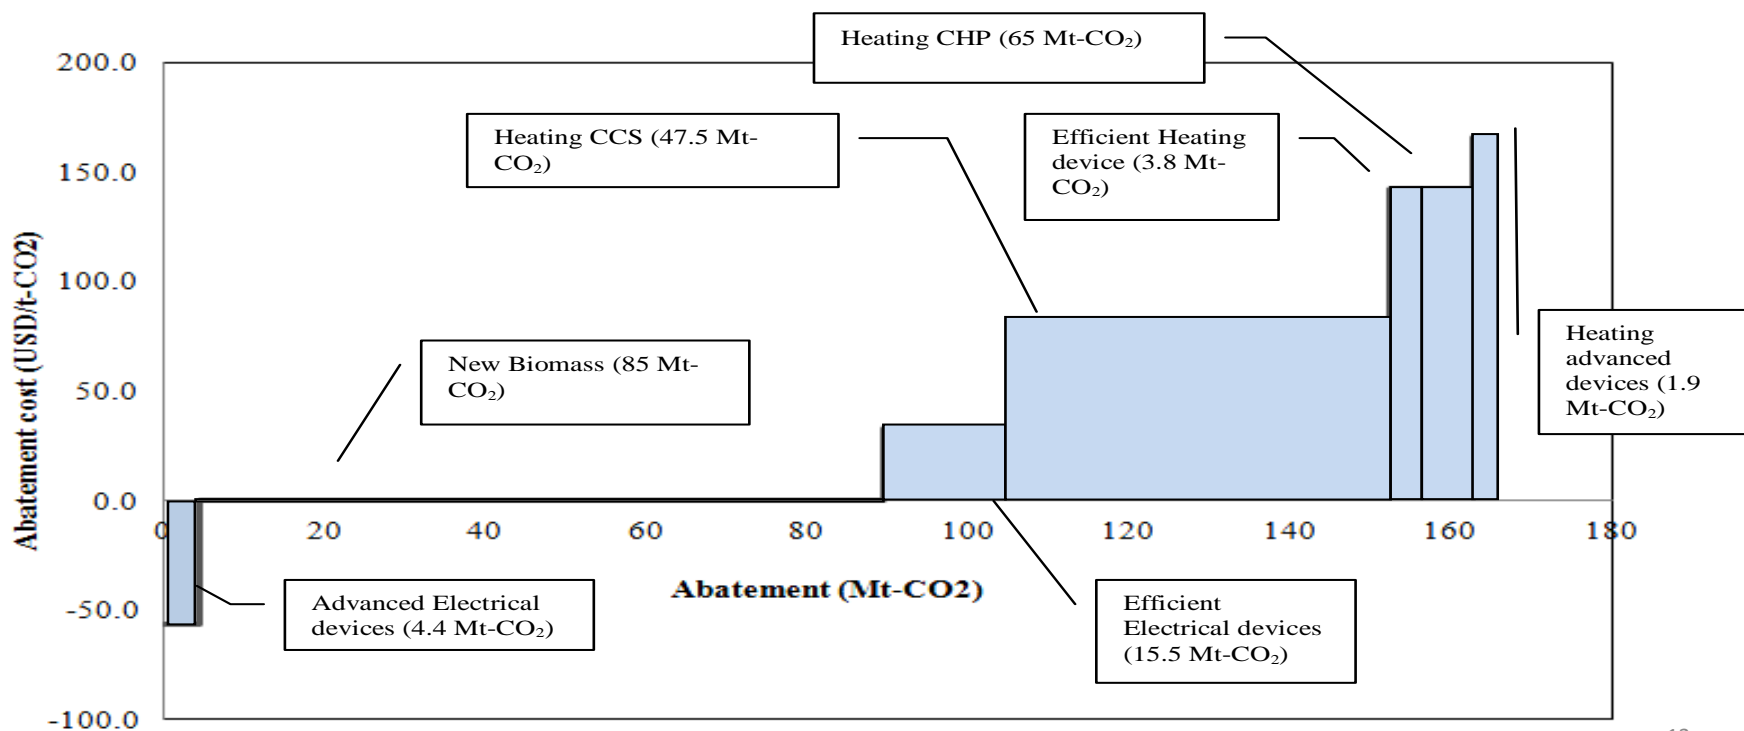 Heating CHP (65 Mt-CO₂)
200.0
Heating CCS (47.5 Mt-
CO₂)
Efficient Heating
device (3.8 Mt-
CO₂)
150.0
100.0
New Biomass (85 Mt-
CO₂)
Heating
advanced
devices (1.9
Mt-CO₂)
50.0
0.0
Abatement cost (USD/t-CO2)
0 20 40 60 80 100 120 140 160 180
Abatement (Mt-CO2)
Advanced Electrical
devices (4.4 Mt-CO₂)
Efficient
Electrical devices
(15.5 Mt-CO₂)
-50.0
-100.0